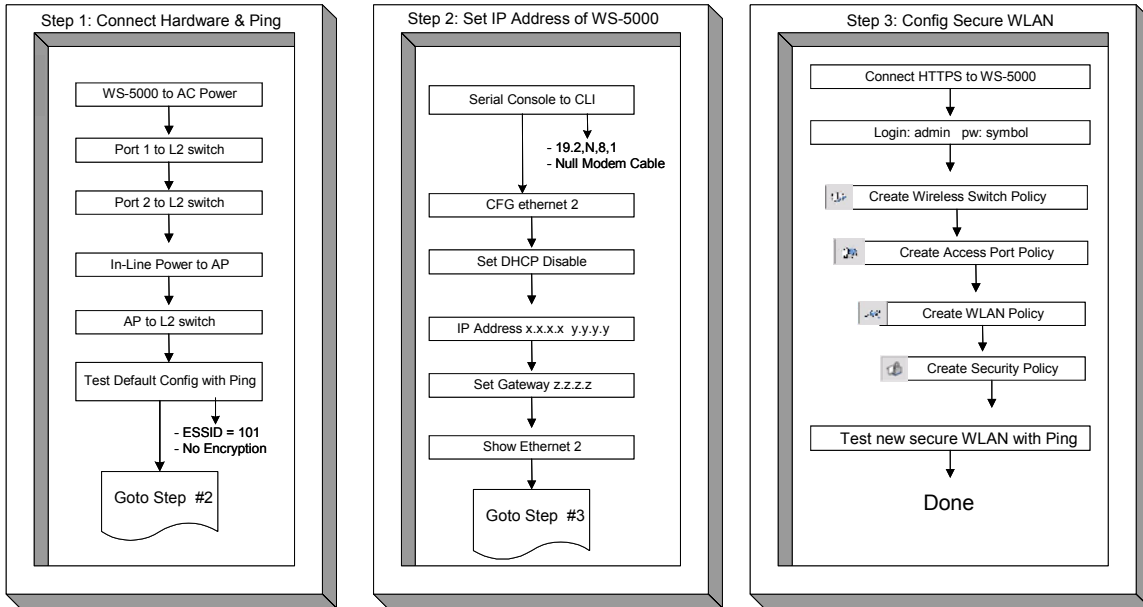 Step 1: Connect Hardware & Ping
WS-5000 to AC Power
Port 1 to L2 switch
Port 2 to L2 switch
In-Line Power to AP
AP to L2 switch
Test Default Config with Ping
- ESSID = 101
- No Encryption
Goto Step #2
Step 2: Set IP Address of WS-5000
Serial Console to CLI
- 19.2,N,8,1
- Null Modem Cable
CFG ethernet 2
Set DHCP Disable
IP Address x.x.x.x y.y.y.y
Set Gateway z.z.z.z
Show Ethernet 2
Goto Step #3
Step 3: Config Secure WLAN
Connect HTTPS to WS-5000
Login: admin pw: symbol
Create Wireless Switch Policy
Create Access Port Policy
Create WLAN Policy
Create Security Policy
Test new secure WLAN with Ping
Done